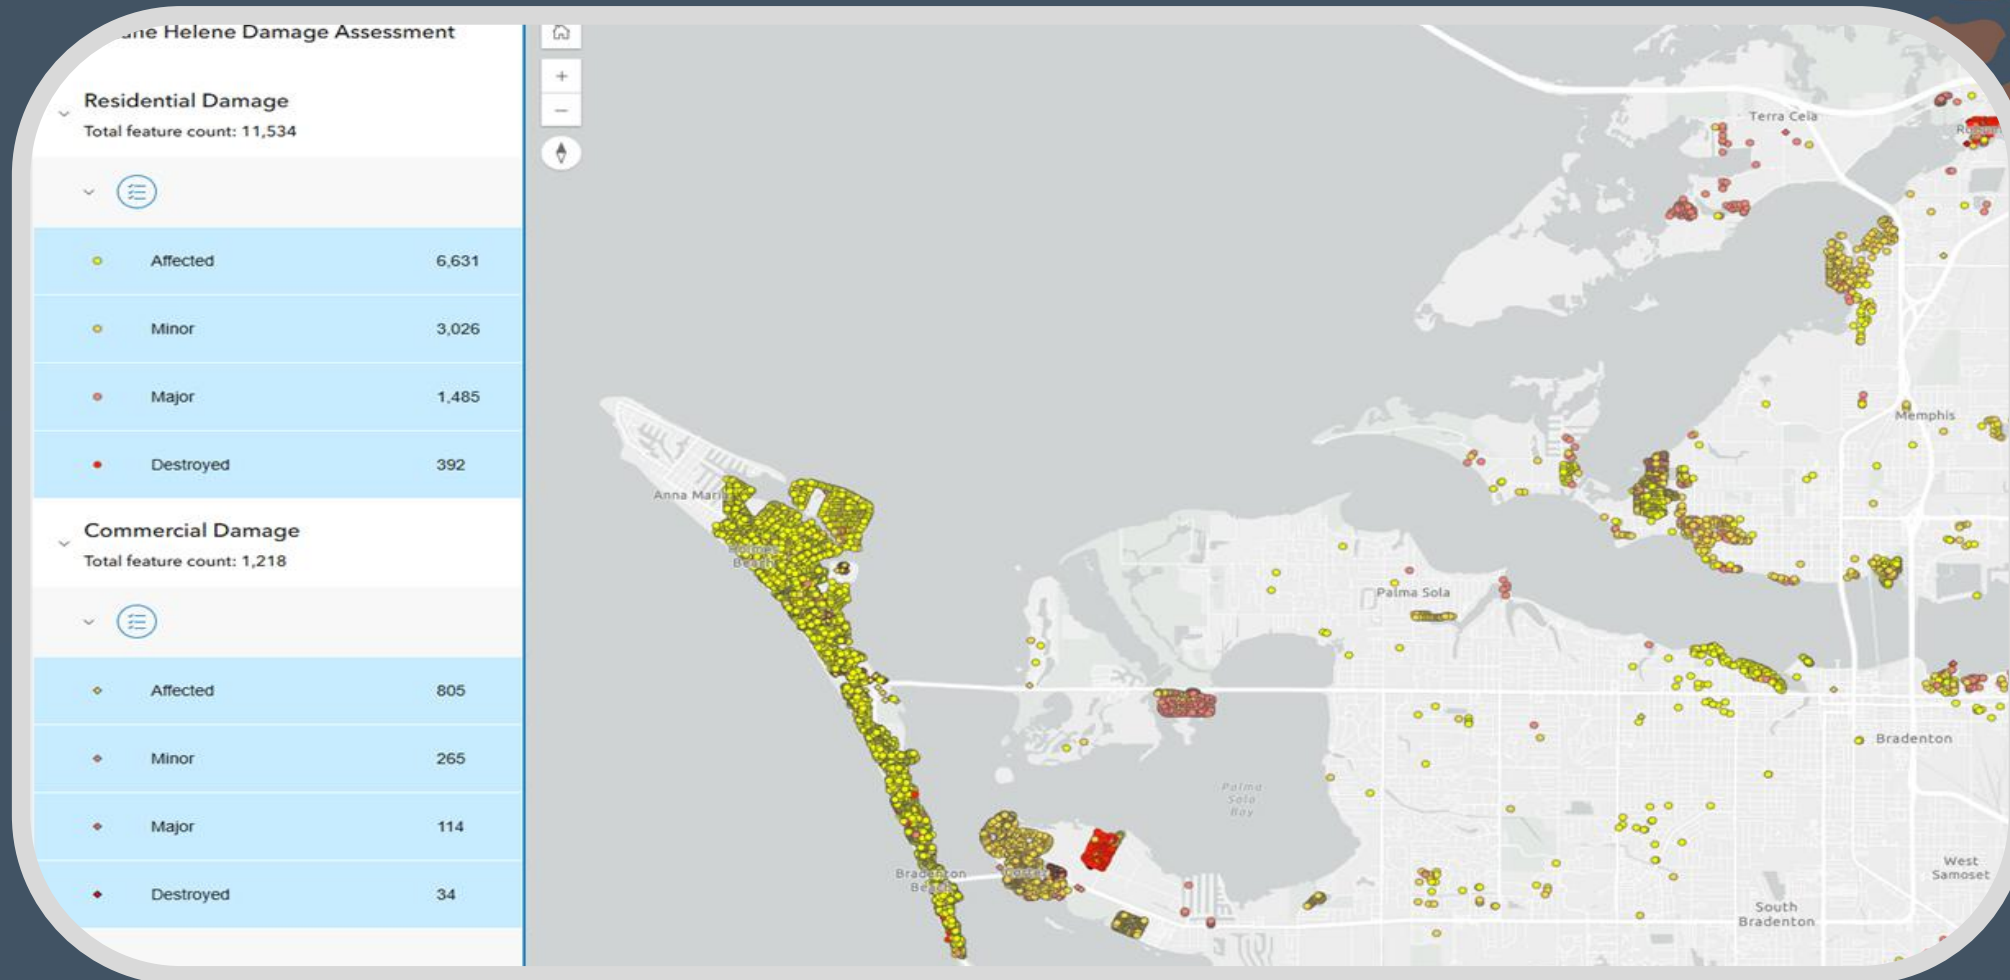 Helene Damage Assessment
Residential Damage
Total feature count: 11,534
Affected 6,631
Minor 3,026
Major 1,485
Destroyed 392
Commercial Damage
Total feature count: 1,218
Affected 805
Minor 265
Major 114
Destroyed 34
Terra Ceia
Memphis
Anna Maria
Beach
Palma Sola
Bradenton
Palma
Sola
Bay
Bradenton
Beach
West
Samoset
South
Bradenton